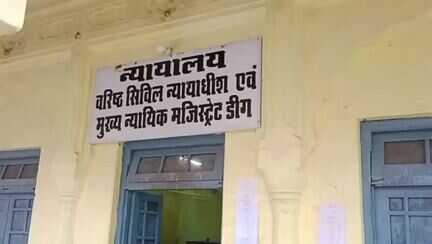 न्यायालय
वरिष्ठ सिविल न्यायाधीश एवं
मुख्य न्यायिक मजिस्ट्रेट डीग